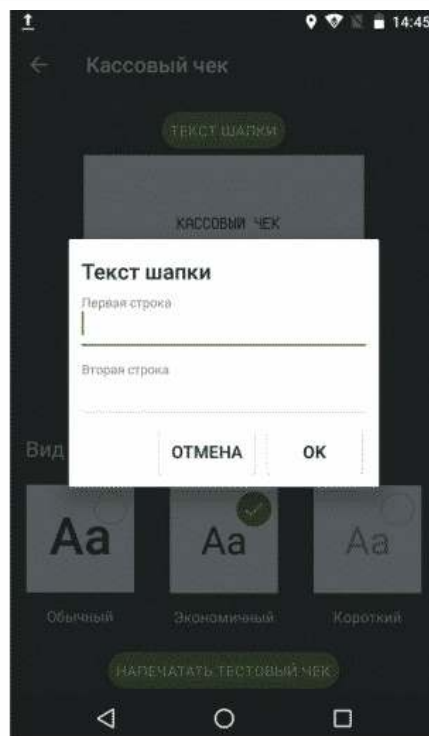 14:45
Кассовый чек
ТЕКСТ ШАПКИ
КАССОВЫЙ ЧЕК
Текст шапки
Первая строка
Вторая строка
ОТМЕНА
ОК
Вид
Aa
Aa
Aa
Обычный
Экономичный
Короткий
НАПЕЧАТАТЬ ТЕСТОВЫЙ ЧЕК